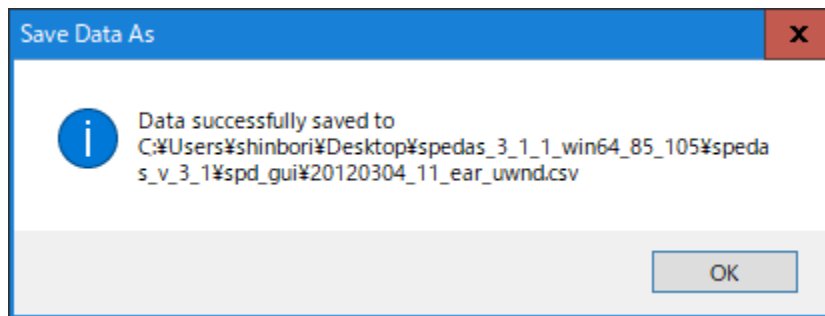 Save Data As
Data successfully saved to
C:¥Users¥shinbori¥Desktop¥spedas_3_1_1_win64_85_105¥speda
s_v_3_1¥spd_gui¥20120304_11_ear_uwnd.csv
OK